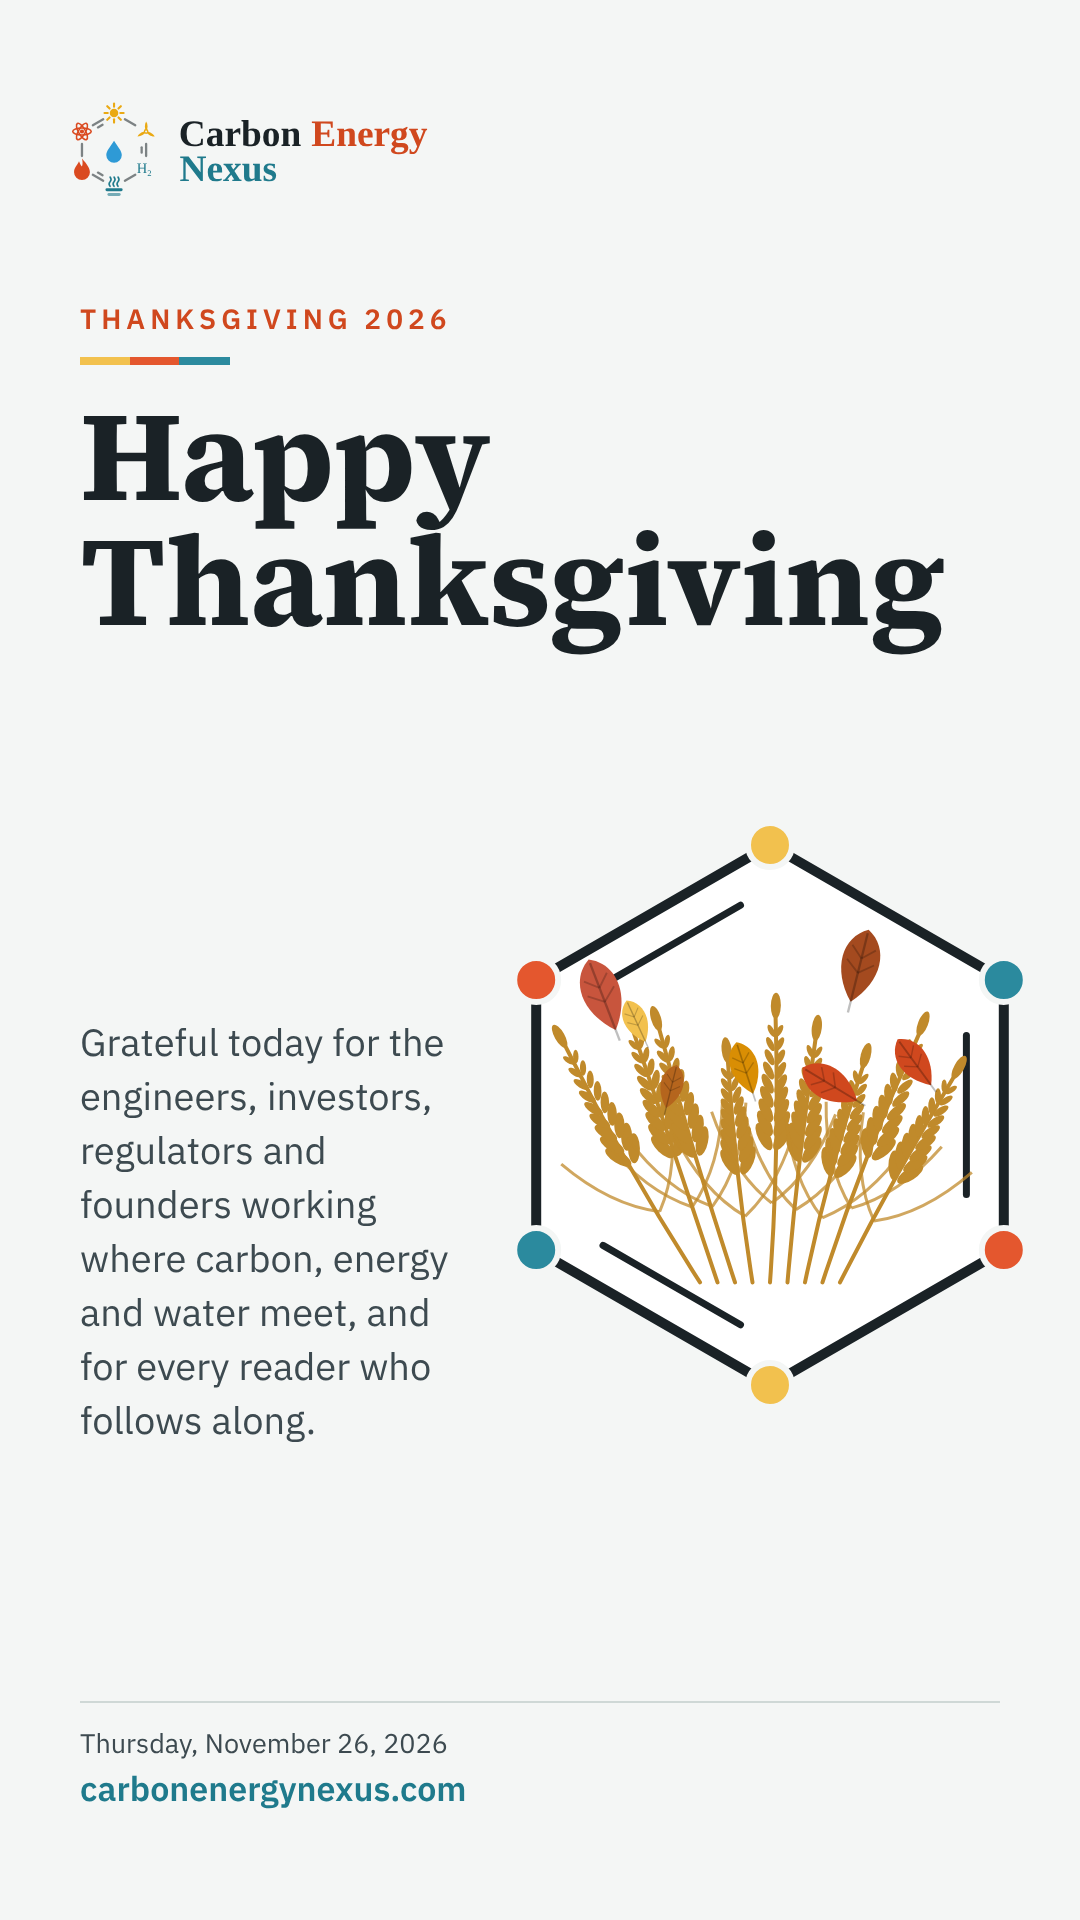 Carbon Energy
Nexus
H₂
THANKSGIVING 2026
Happy
Thanksgiving
Grateful today for the
engineers, investors,
regulators and
founders working
where carbon, energy
and water meet, and
for every reader who
follows along.
Thursday, November 26, 2026
carbonenergynexus.com